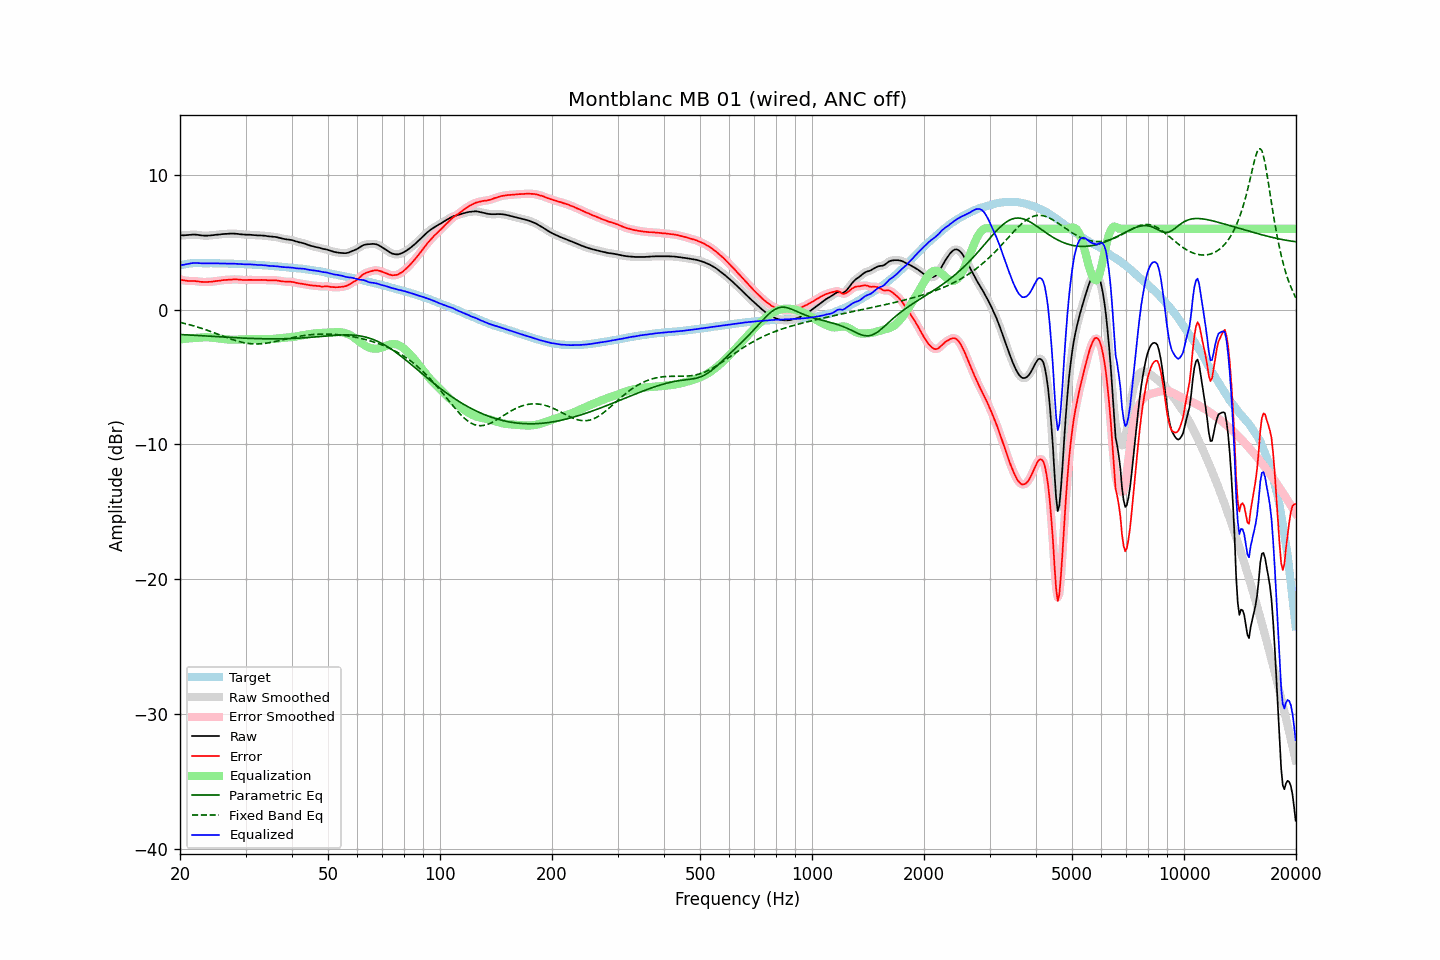 Montblanc MB 01 (wired, ANC off)
Amplitude (dBr)
10
0
−10
−20
−30
−40
Target
Raw Smoothed
Error Smoothed
Raw
Error
Equalization
Parametric Eq
Fixed Band Eq
Equalized
20 50 100 200 500 1000 2000 5000 10000 20000
Frequency (Hz)